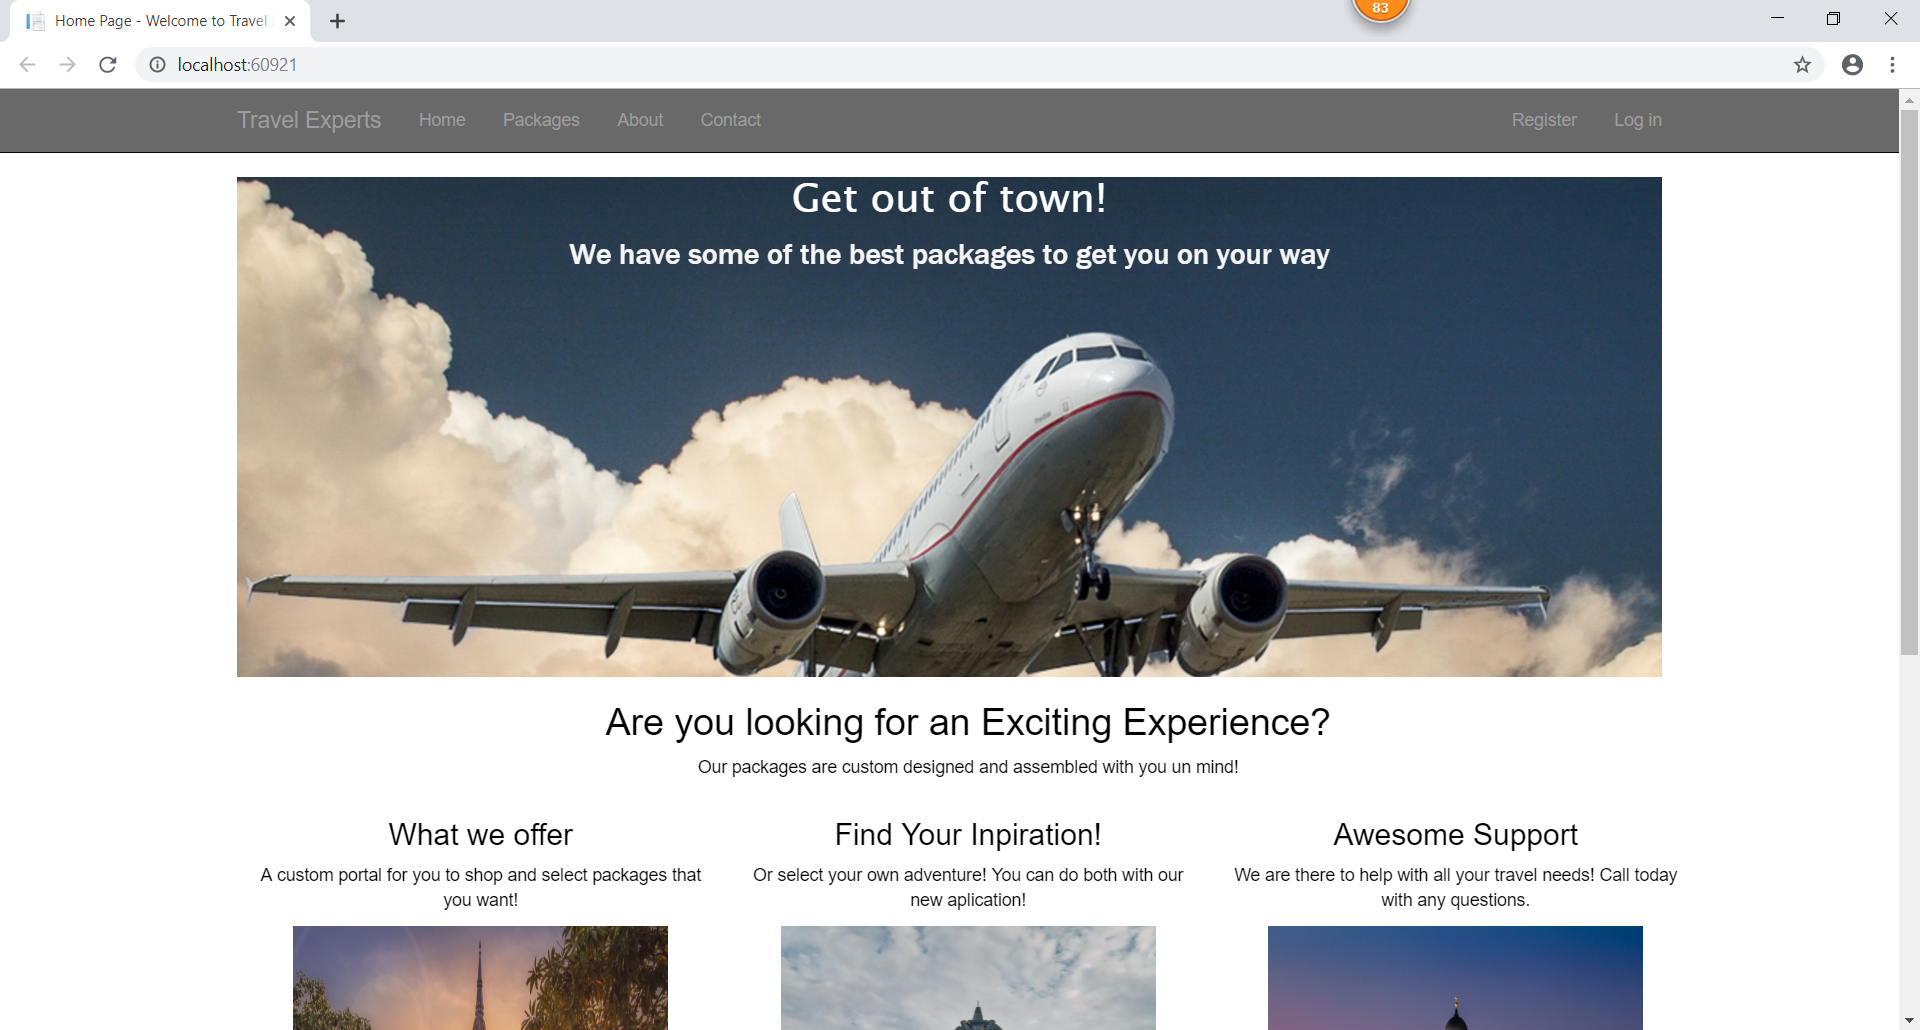 Home Page - Welcome to Travel
83
localhost:60921
Travel Experts Home Packages About Contact Register Log in
Get out of town!
We have some of the best packages to get you on your way
Are you looking for an Exciting Experience?
Our packages are custom designed and assembled with you un mind!
What we offer
A custom portal for you to shop and select packages that
you want!
Find Your Inpiration!
Or select your own adventure! You can do both with our
new aplication!
Awesome Support
We are there to help with all your travel needs! Call today
with any questions.